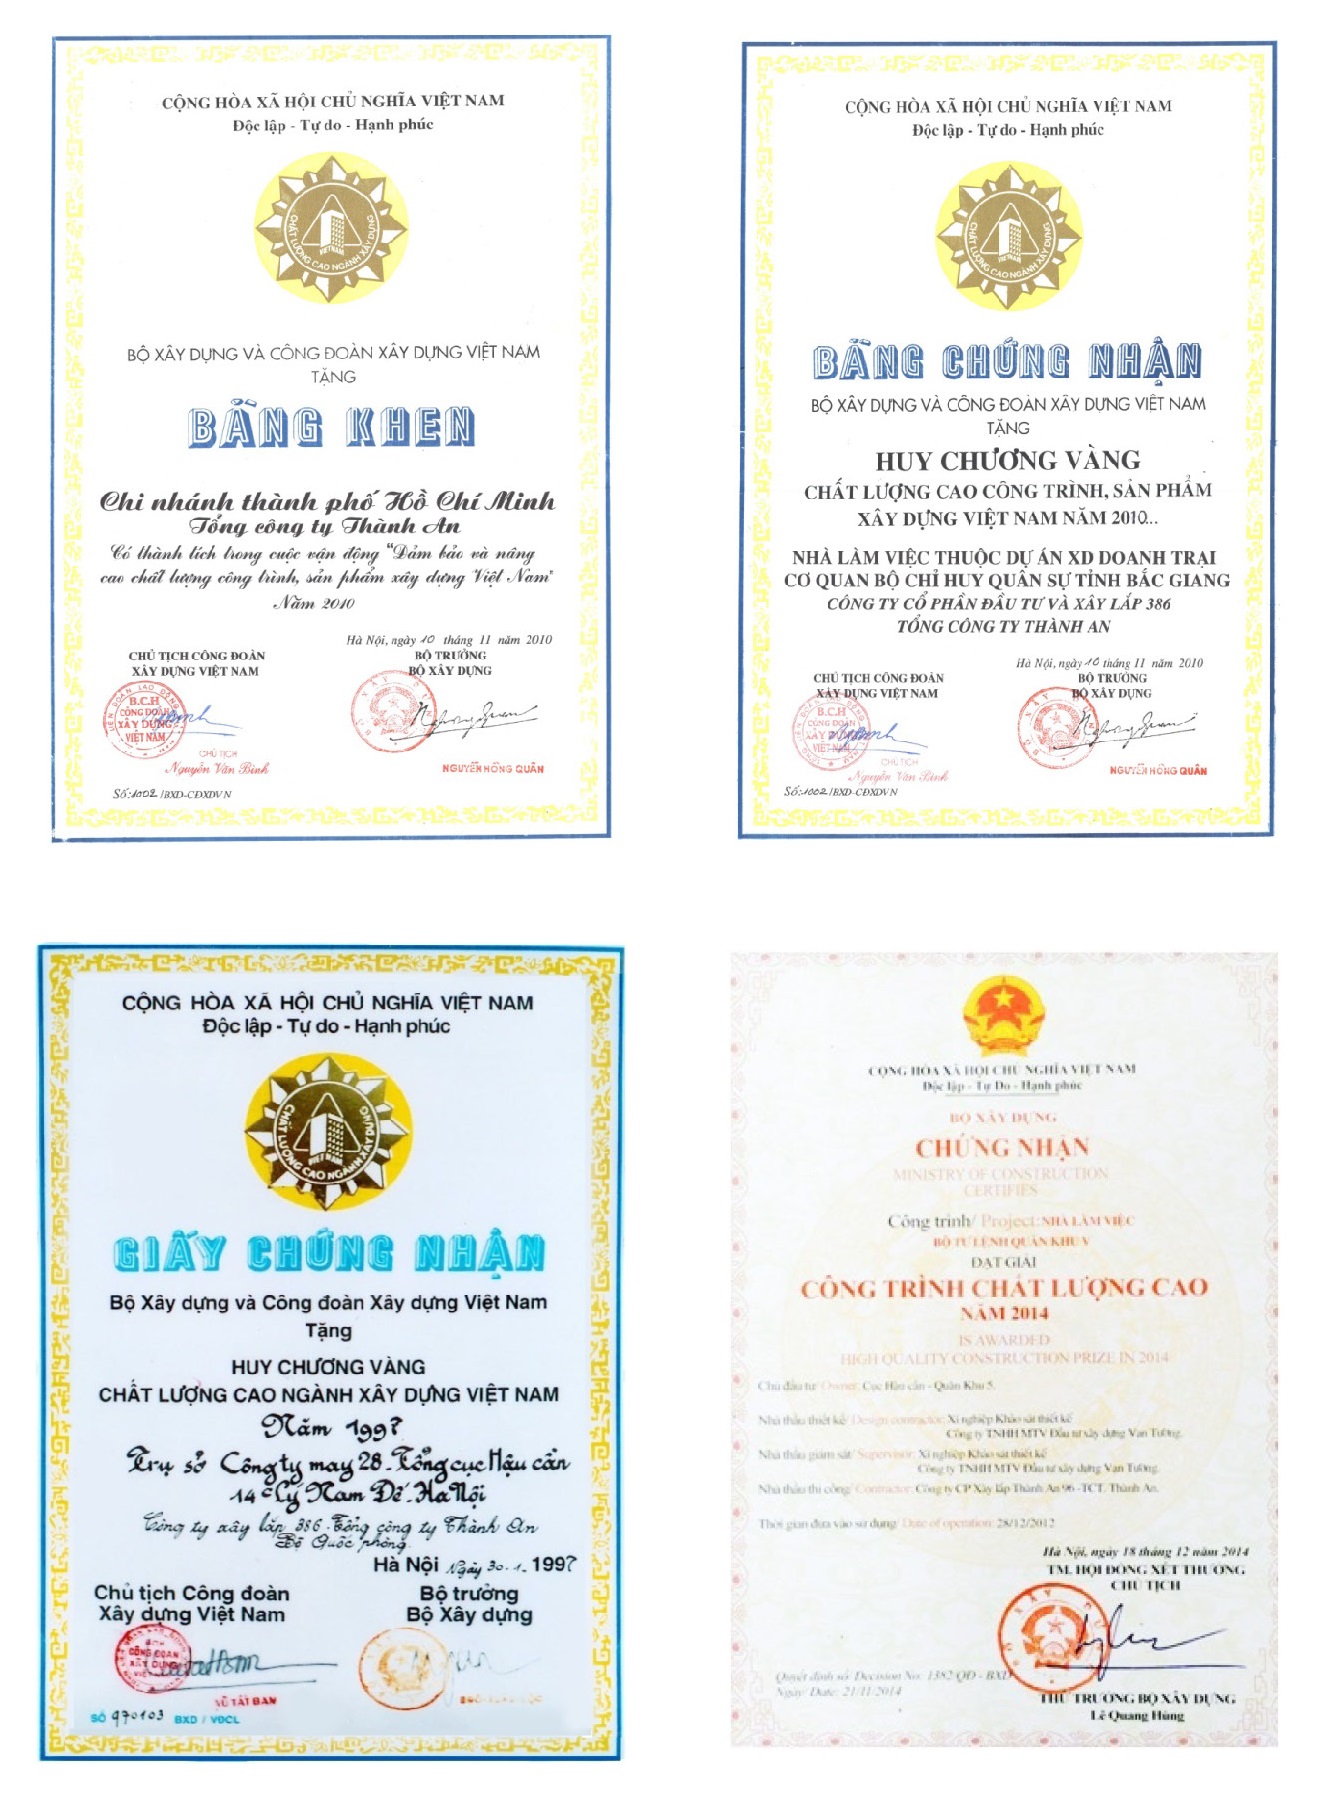 CỘNG HÒA XÃ HỘI CHỦ NGHĨA VIỆT NAM
Độc lập - Tự do - Hạnh phúc
CHẤT LƯỢNG CAO NGÀNH XÂY DỰNG
VIETNAM
BỘ XÂY DỰNG VÀ CÔNG ĐOÀN XÂY DỰNG VIỆT NAM
TẶNG
BẰNG KHEN
Chi nhánh thành phố Hồ Chí Minh
Tổng công ty Thành An
Có thành tích trong cuộc vận động "Đảm bảo và nâng
cao chất lượng công trình, sản phẩm xây dựng Việt Nam"
Năm 2010
Hà Nội, ngày 10 tháng 11 năm 2010
CHỦ TỊCH CÔNG ĐOÀN
XÂY DỰNG VIỆT NAM
BỘ TRƯỞNG
BỘ XÂY DỰNG
B.C.H
CÔNG ĐOÀN
XÂY DỰNG
VIỆT NAM
CHỦ TỊCH
Nguyễn Văn Bình
NGUYỄN HỒNG QUÂN
Số:1002/BXD-CĐXDVN
CỘNG HÒA XÃ HỘI CHỦ NGHĨA VIỆT NAM
Độc lập - Tự do - Hạnh phúc
CHẤT LƯỢNG CAO NGÀNH XÂY DỰNG
VIETNAM
BẰNG CHỨNG NHẬN
BỘ XÂY DỰNG VÀ CÔNG ĐOÀN XÂY DỰNG VIỆT NAM
TẶNG
HUY CHƯƠNG VÀNG
CHẤT LƯỢNG CAO CÔNG TRÌNH, SẢN PHẨM
XÂY DỰNG VIỆT NAM NĂM 2010..
NHÀ LÀM VIỆC THUỘC DỰ ÁN XD DOANH TRẠI
CƠ QUAN BỘ CHỈ HUY QUÂN SỰ TỈNH BẮC GIANG
CÔNG TY CỔ PHẦN ĐẦU TƯ VÀ XÂY LẮP 386
TỔNG CÔNG TY THÀNH AN
Hà Nội, ngày 10 tháng 11 năm 2010
CHỦ TỊCH CÔNG ĐOÀN
XÂY DỰNG VIỆT NAM
BỘ TRƯỞNG
BỘ XÂY DỰNG
B.C.H
CÔNG ĐOÀN
XÂY DỰNG
VIỆT NAM
CHỦ TỊCH
Nguyễn Văn Bình
NGUYỄN HỒNG QUÂN
Số:1002/BXD-CĐXDVN
CỘNG HÒA XÃ HỘI CHỦ NGHĨA VIỆT NAM
Độc lập - Tự do - Hạnh phúc
CHẤT LƯỢNG CAO NGÀNH XÂY DỰNG
VIETNAM
GIẤY CHỨNG NHẬN
Bộ Xây dựng và Công đoàn Xây dựng Việt Nam
Tặng
HUY CHƯƠNG VÀNG
CHẤT LƯỢNG CAO NGÀNH XÂY DỰNG VIỆT NAM
Năm 1997
Trụ sở Công ty may 28-Tổng cục Hậu cần
14c Lý Nam Đế-Hà Nội
Công ty xây lắp 386-Tổng công ty Thành An
Bộ Quốc phòng.
Hà Nội Ngày 30.1.1997
Chủ tịch Công đoàn
Xây dựng Việt Nam
Bộ trưởng
Bộ Xây dựng
CÔNG ĐOÀN
XÂY DỰNG
VŨ TẤT BAN
SỐ 970103 BXD / VĐCL
CỘNG HÒA XÃ HỘI CHỦ NGHĨA VIỆT NAM
Độc lập - Tự Do - Hạnh phúc
BỘ XÂY DỰNG
CHỨNG NHẬN
MINISTRY OF CONSTRUCTION
CERTIFIES
Công trình/ Project: NHÀ LÀM VIỆC
BỘ TƯ LỆNH QUÂN KHU V
ĐẠT GIẢI
CÔNG TRÌNH CHẤT LƯỢNG CAO
NĂM 2014
IS AWARDED
HIGH QUALITY CONSTRUCTION PRIZE IN 2014
Chủ đầu tư/ Owner: Cục Hậu cần - Quân Khu 5.
Nhà thầu thiết kế/ Design contractor: Xí nghiệp Khảo sát thiết kế
Công ty TNHH MTV Đầu tư xây dựng Vạn Tường.
Nhà thầu giám sát/ Supervisor: Xí nghiệp Khảo sát thiết kế
Công ty TNHH MTV Đầu tư xây dựng Vạn Tường.
Nhà thầu thi công/ Contractor: Công ty CP Xây lắp Thành An 96 -TCT. Thành An.
Thời gian đưa vào sử dụng/ Date of operation: 28/12/2012
Hà Nội, ngày 18 tháng 12 năm 2014
TM. HỘI ĐỒNG XÉT THƯỞNG
CHỦ TỊCH
Quyết định số/ Decision No: 1382 QĐ - BXD
Ngày/ Date: 21/11/2014
THỨ TRƯỞNG BỘ XÂY DỰNG
Lê Quang Hùng